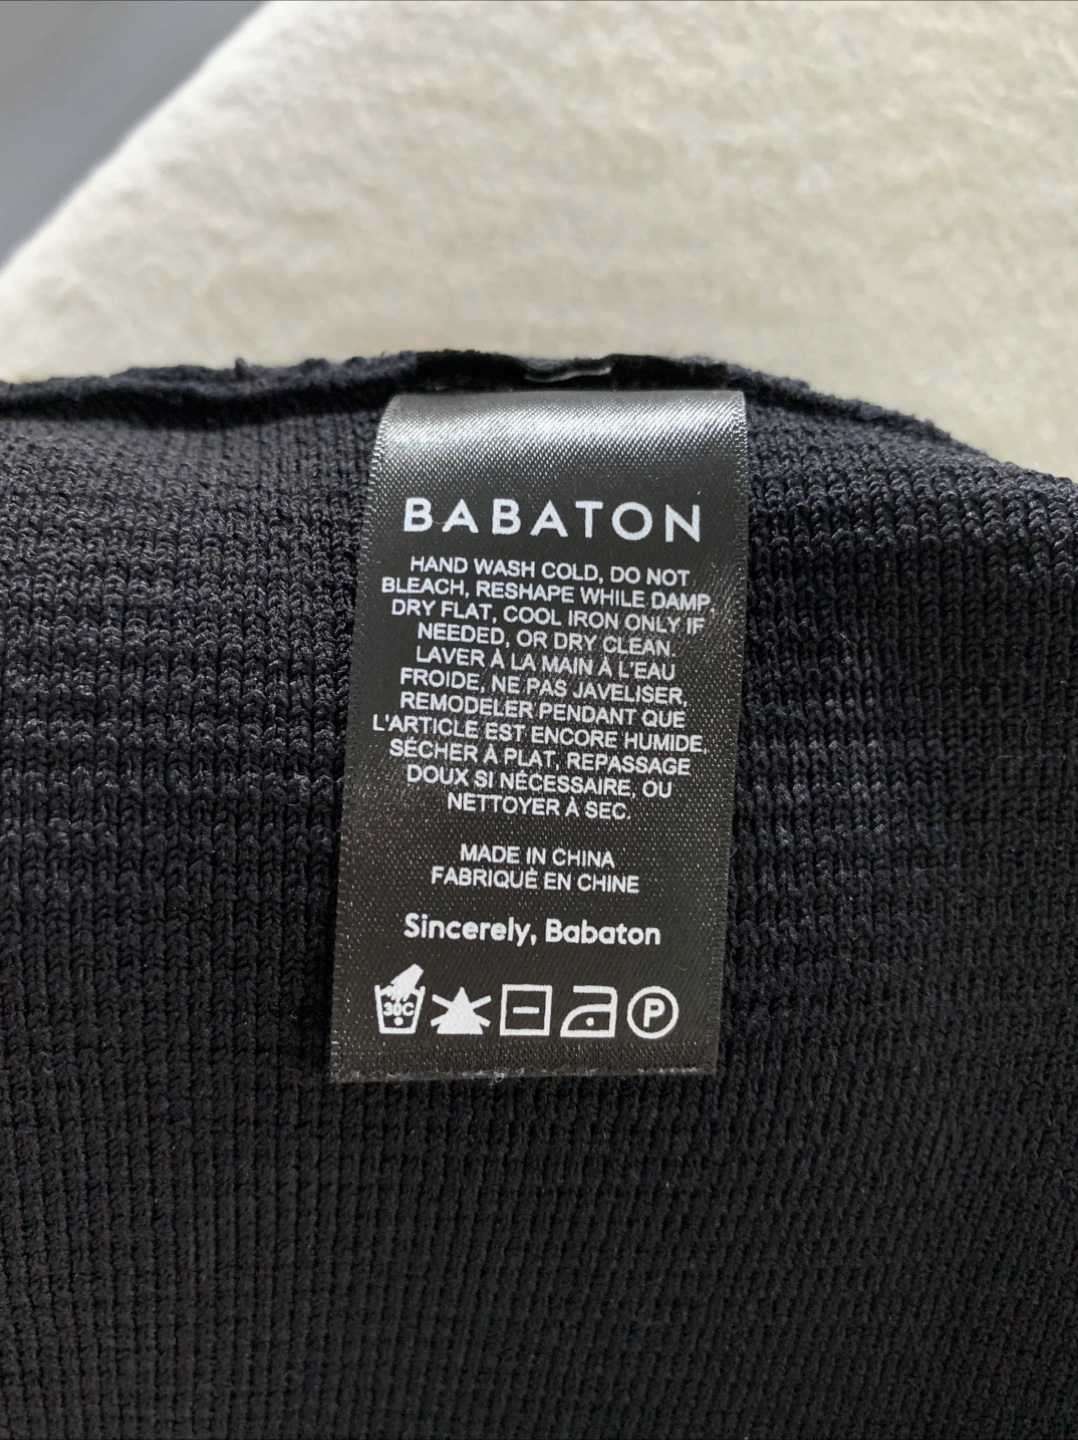 BABATON
HAND WASH COLD, DO NOT
BLEACH, RESHAPE WHILE DAMP,
DRY FLAT, COOL IRON ONLY IF
NEEDED, OR DRY CLEAN.
LAVER À LA MAIN À L'EAU
FROIDE, NE PAS JAVELISER,
REMODELER PENDANT QUE
L'ARTICLE EST ENCORE HUMIDE,
SÉCHER À PLAT, REPASSAGE
DOUX SI NÉCESSAIRE, OU
NETTOYER À SEC.
MADE IN CHINA
FABRIQUÉ EN CHINE
Sincerely, Babaton
30C P